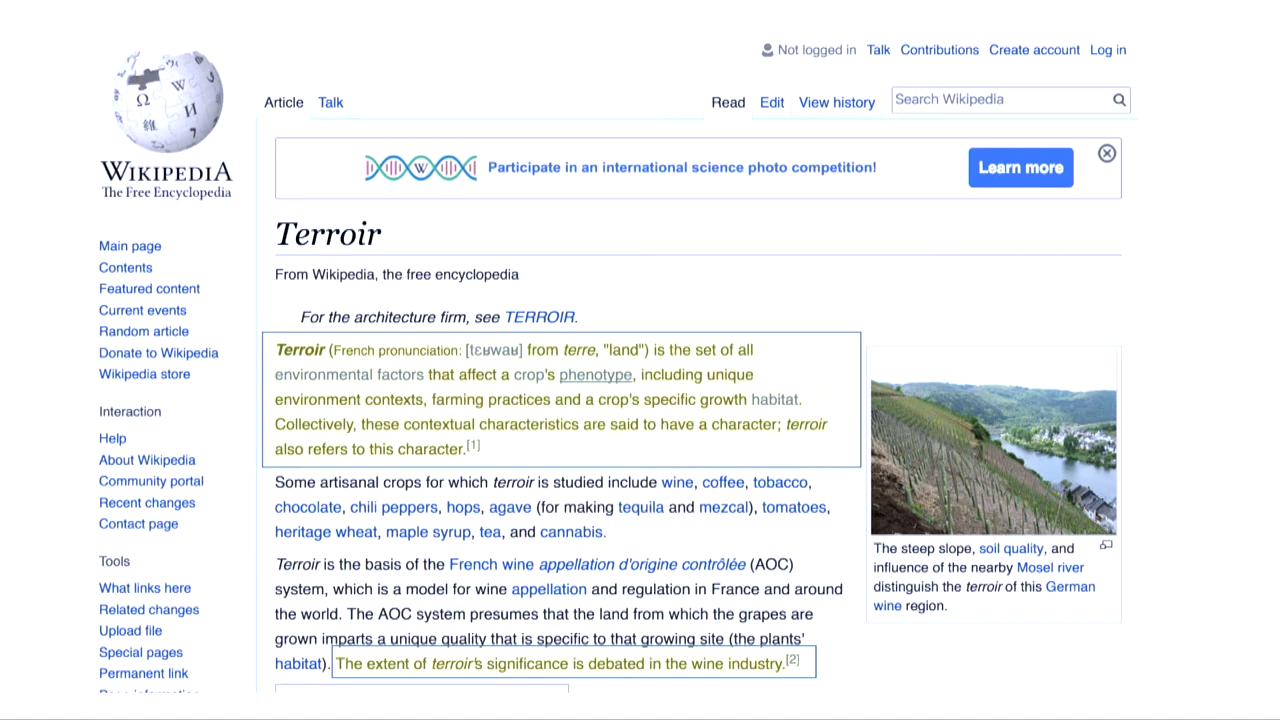 Not logged in Talk Contributions Create account Log in
Article Talk Read Edit View history Search Wikipedia
WIKIPEDIA
The Free Encyclopedia
Participate in an international science photo competition! Learn more
Terroir
From Wikipedia, the free encyclopedia
For the architecture firm, see TERROIR.
Terroir (French pronunciation: [tɛʁwaʁ] from terre, "land") is the set of all
environmental factors that affect a crop's phenotype, including unique
environment contexts, farming practices and a crop's specific growth habitat.
Collectively, these contextual characteristics are said to have a character; terroir
also refers to this character.[1]
Some artisanal crops for which terroir is studied include wine, coffee, tobacco,
chocolate, chili peppers, hops, agave (for making tequila and mezcal), tomatoes,
heritage wheat, maple syrup, tea, and cannabis.
Terroir is the basis of the French wine appellation d'origine contrôlée (AOC)
system, which is a model for wine appellation and regulation in France and around
the world. The AOC system presumes that the land from which the grapes are
grown imparts a unique quality that is specific to that growing site (the plants'
habitat). The extent of terroir's significance is debated in the wine industry.[2]
The steep slope, soil quality, and
influence of the nearby Mosel river
distinguish the terroir of this German
wine region.
Main page
Contents
Featured content
Current events
Random article
Donate to Wikipedia
Wikipedia store
Interaction
Help
About Wikipedia
Community portal
Recent changes
Contact page
Tools
What links here
Related changes
Upload file
Special pages
Permanent link